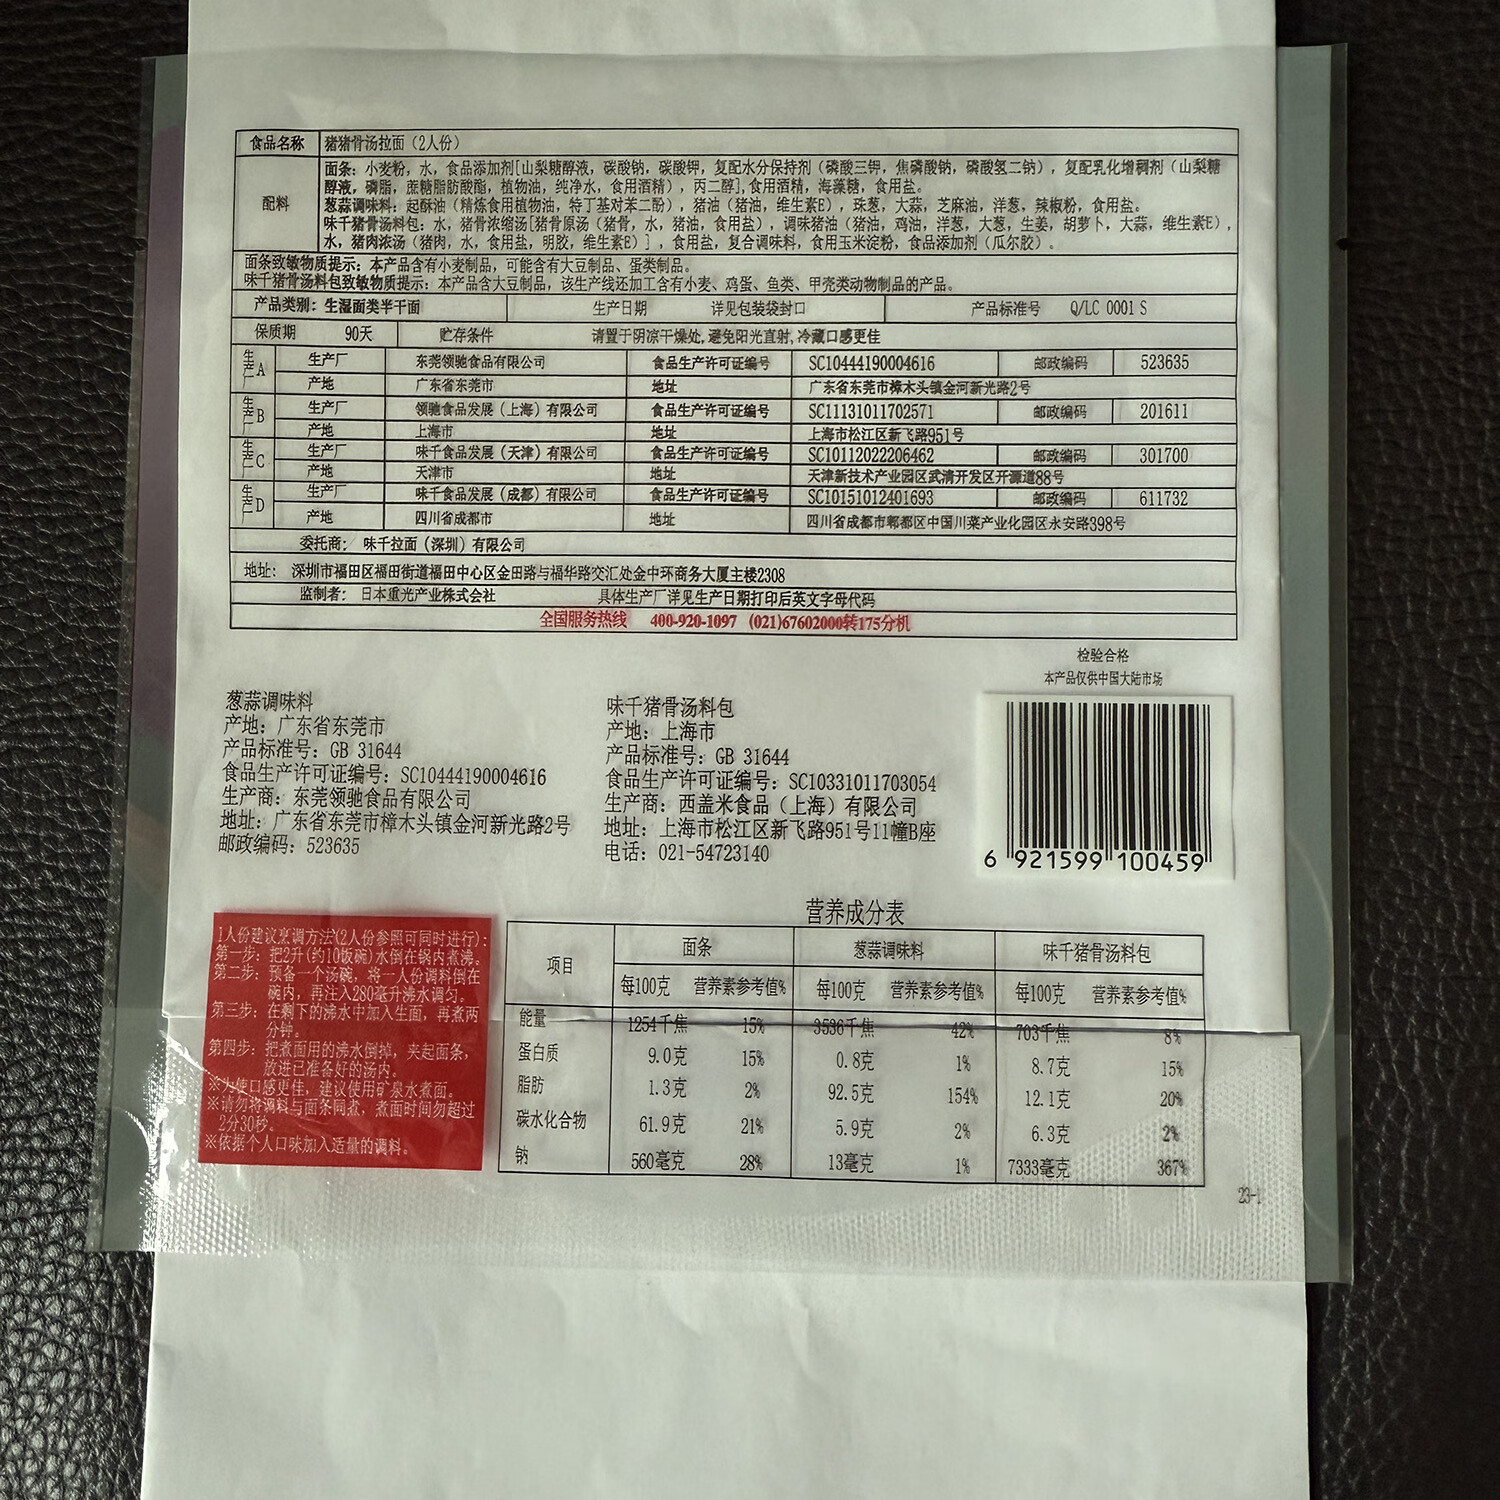 食品名称 猪猪骨汤拉面（2人份）
配料
面条：小麦粉，水，食品添加剂[山梨糖醇液，碳酸钠，碳酸钾，复配水分保持剂（磷酸三钾，焦磷酸钠，磷酸氢二钠），复配乳化增稠剂（山梨糖
醇液，磷脂，蔗糖脂肪酸酯，植物油，纯净水，食用酒精），丙二醇]，食用酒精，海藻糖，食用盐。
葱蒜调味料：起酥油（精炼食用植物油，特丁基对苯二酚），猪油（猪油，维生素E），珠葱，大蒜，芝麻油，洋葱，辣椒粉，食用盐。
味千猪骨汤料包：水，猪骨浓缩汤[猪骨原汤（猪骨，水，猪油，食用盐），调味猪油（猪油，鸡油，洋葱，大葱，生姜，胡萝卜，大蒜，维生素E），
水，猪肉浓汤（猪肉，水，食用盐，明胶，维生素E）]，食用盐，复合调味料，食用玉米淀粉，食品添加剂（瓜尔胶）。
面条致敏物质提示：本产品含有小麦制品，可能含有大豆制品、蛋类制品。
味千猪骨汤料包致敏物质提示：本产品含大豆制品，该生产线还加工含有小麦、鸡蛋、鱼类、甲壳类动物制品的产品。
产品类别：生湿面类半干面 生产日期 详见包装袋封口 产品标准号 Q/LC 0001 S
保质期 90天 贮存条件 请置于阴凉干燥处,避免阳光直射,冷藏口感更佳
生产厂A 生产厂 东莞领驰食品有限公司 食品生产许可证编号 SC10444190004616 邮政编码 523635
产地 广东省东莞市 地址 广东省东莞市樟木头镇金河新光路2号
生产厂B 生产厂 领驰食品发展（上海）有限公司 食品生产许可证编号 SC11131011702571 邮政编码 201611
产地 上海市 地址 上海市松江区新飞路951号
生产厂C 生产厂 味千食品发展（天津）有限公司 食品生产许可证编号 SC10112022206462 邮政编码 301700
产地 天津市 地址 天津新技术产业园区武清开发区开源道88号
生产厂D 生产厂 味千食品发展（成都）有限公司 食品生产许可证编号 SC10151012401693 邮政编码 611732
产地 四川省成都市 地址 四川省成都市郫都区中国川菜产业化园区永安路398号
委托商： 味千拉面（深圳）有限公司
地址： 深圳市福田区福田街道福田中心区金田路与福华路交汇处金中环商务大厦主楼2308
监制者： 日本重光产业株式会社 具体生产厂详见生产日期打印后英文字母代码
全国服务热线 400-920-1097 (021)67602000转175分机
检验合格
本产品仅供中国大陆市场
葱蒜调味料
产地：广东省东莞市
产品标准号：GB 31644
食品生产许可证编号：SC10444190004616
生产商：东莞领驰食品有限公司
地址：广东省东莞市樟木头镇金河新光路2号
邮政编码：523635
味千猪骨汤料包
产地：上海市
产品标准号：GB 31644
食品生产许可证编号：SC10331011703054
生产商：西盖米食品（上海）有限公司
地址：上海市松江区新飞路951号11幢B座
电话：021-54723140
6 921599 100459
1人份建议烹调方法(2人份参照可同时进行)：
第一步：把2升(约10饭碗)水倒在锅内煮沸。
第二步：预备一个汤碗，将一人份调料倒在
碗内，再注入280毫升沸水调匀。
第三步：在剩下的沸水中加入生面，再煮两
分钟。
第四步：把煮面用的沸水倒掉，夹起面条，
放进已准备好的汤内。
※为使口感更佳，建议使用矿泉水煮面。
※请勿将调料与面条同煮，煮面时间勿超过
2分30秒。
※依据个人口味加入适量的调料。
营养成分表
项目 面条 葱蒜调味料 味千猪骨汤料包
每100克 营养素参考值% 每100克 营养素参考值% 每100克 营养素参考值%
能量 1254千焦 15% 3536千焦 42% 703千焦 8%
蛋白质 9.0克 15% 0.8克 1% 8.7克 15%
脂肪 1.3克 2% 92.5克 154% 12.1克 20%
碳水化合物 61.9克 21% 5.9克 2% 6.3克 2%
钠 560毫克 28% 13毫克 1% 7333毫克 367%
23-1